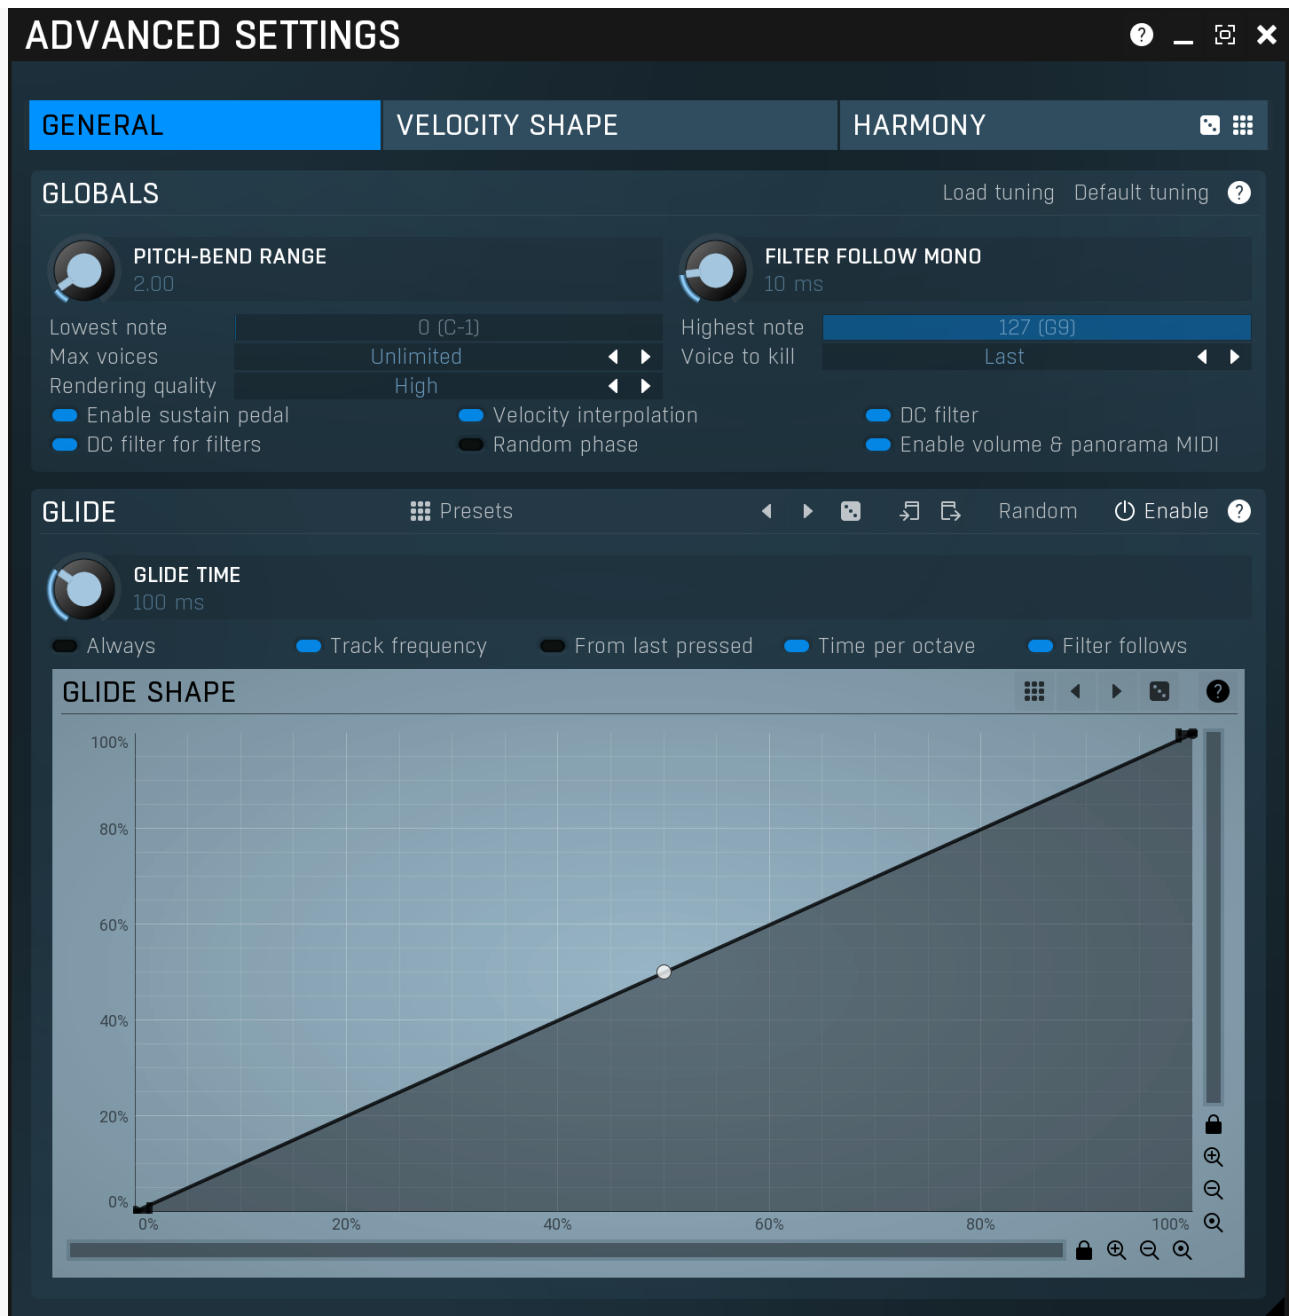 ADVANCED SETTINGS
GENERAL VELOCITY SHAPE HARMONY
GLOBALS Load tuning Default tuning ?
PITCH-BEND RANGE FILTER FOLLOW MONO
2.00 10 ms
Lowest note 0 (C-1) Highest note 127 (G9)
Max voices Unlimited Voice to kill Last
Rendering quality High
Enable sustain pedal Velocity interpolation DC filter
DC filter for filters Random phase Enable volume & panorama MIDI
GLIDE Presets Random Enable ?
GLIDE TIME
100 ms
Always Track frequency From last pressed Time per octave Filter follows
GLIDE SHAPE ?
100%
80%
60%
40%
20%
0%
0% 20% 40% 60% 80% 100%